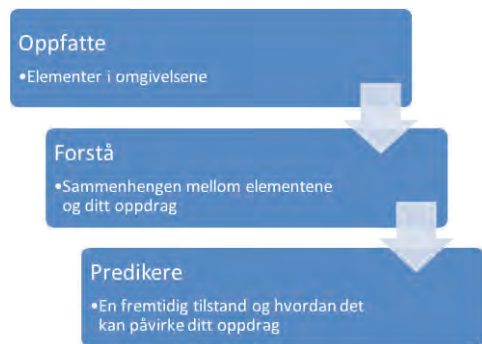 Oppfatte
•Elementer i omgivelsene
Forstå
•Sammenhengen mellom elementene
og ditt oppdrag
Predikere
•En fremtidig tilstand og hvordan det
kan påvirke ditt oppdrag